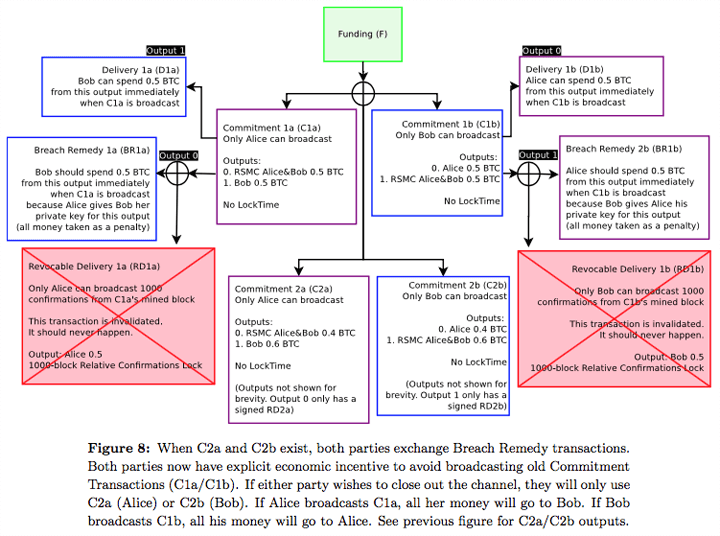 Funding (F)
Output 1
Delivery 1a (D1a)
Bob can spend 0.5 BTC
from this output immediately
when C1a is broadcast
Output 0
Delivery 1b (D1b)
Alice can spend 0.5 BTC
from this output immediately
when C1b is broadcast
Commitment 1a (C1a)
Only Alice can broadcast
Outputs:
0. RSMC Alice&Bob 0.5 BTC
1. Bob 0.5 BTC
No LockTime
Commitment 1b (C1b)
Only Bob can broadcast
Outputs:
0. Alice 0.5 BTC
1. RSMC Alice&Bob 0.5 BTC
No LockTime
Breach Remedy 1a (BR1a)
Bob should spend 0.5 BTC
from this output immediately
when C1a is broadcast
because Alice gives Bob her
private key for this output
(all money taken as a penalty)
Output 0
Output 1
Breach Remedy 2b (BR1b)
Alice should spend 0.5 BTC
from this output immediately
when C1b is broadcast
because Bob gives Alice his
private key for this output
(all money taken as a penalty)
Revocable Delivery 1a (RD1a)
Only Alice can broadcast 1000
confirmations from C1a's mined block
This transaction is invalidated.
It should never happen.
Output: Alice 0.5
1000-block Relative Confirmations Lock
Commitment 2a (C2a)
Only Alice can broadcast
Outputs:
0. RSMC Alice&Bob 0.4 BTC
1. Bob 0.6 BTC
No LockTime
(Outputs not shown for
brevity. Output 0 only has a
signed RD2a)
Commitment 2b (C2b)
Only Bob can broadcast
Outputs:
0. Alice 0.4 BTC
1. RSMC Alice&Bob 0.6 BTC
No LockTime
(Outputs not shown for
brevity. Output 1 only has a
signed RD2b)
Revocable Delivery 1b (RD1b)
Only Bob can broadcast 1000
confirmations from C1b's mined block
This transaction is invalidated.
It should never happen.
Output: Bob 0.5
1000-block Relative Confirmations Lock
Figure 8: When C2a and C2b exist, both parties exchange Breach Remedy transactions.
Both parties now have explicit economic incentive to avoid broadcasting old Commitment
Transactions (C1a/C1b). If either party wishes to close out the channel, they will only use
C2a (Alice) or C2b (Bob). If Alice broadcasts C1a, all her money will go to Bob. If Bob
broadcasts C1b, all his money will go to Alice. See previous figure for C2a/C2b outputs.